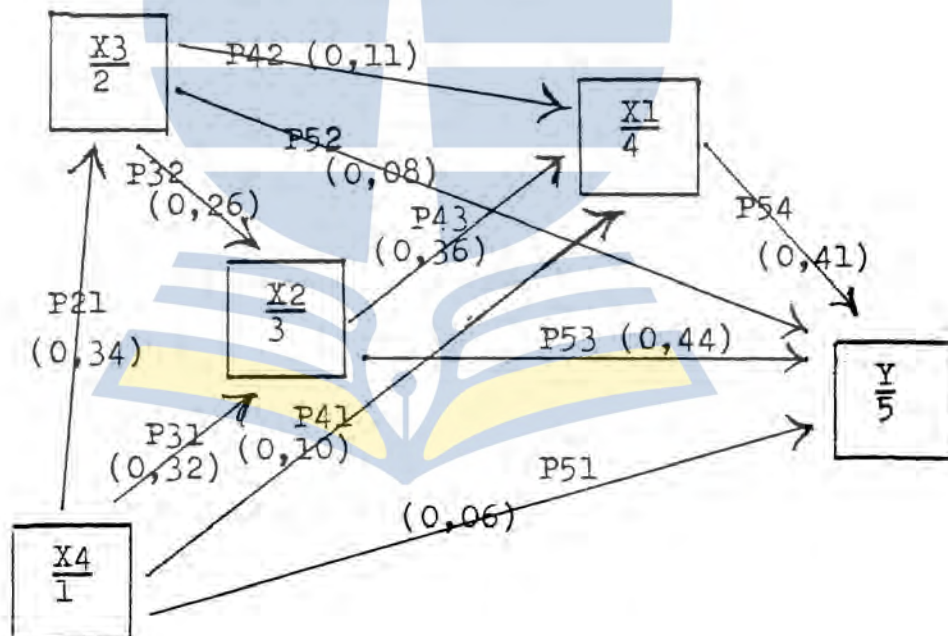 X3
2
P42 (0,11)
X1
4
P52
(0,08)
P32
(0,26)
P43
(0,36)
P54
(0,41)
X2
3
P21
(0,34)
P53 (0,44)
Y
5
P31
(0,32)
P41
(0,10)
P51
(0,06)
X4
1